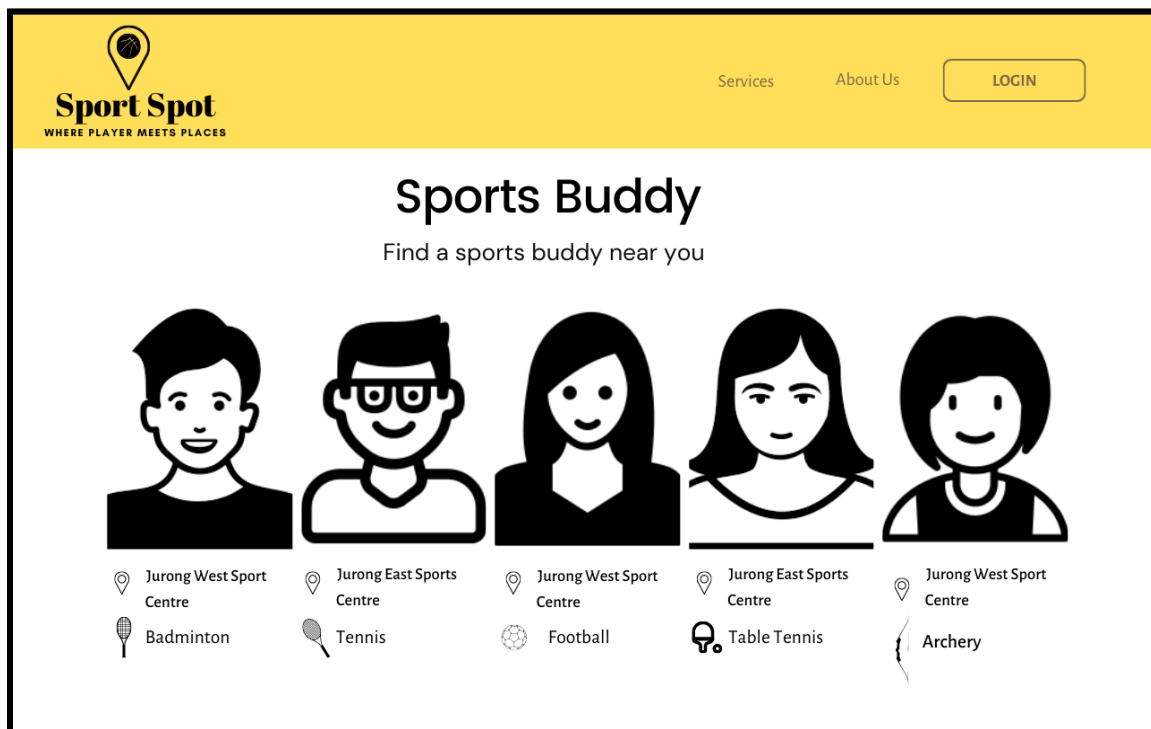 Sport Spot
WHERE PLAYER MEETS PLACES
Services
About Us
LOGIN
Sports Buddy
Find a sports buddy near you
Jurong West Sport
Centre
Badminton
Jurong East Sports
Centre
Tennis
Jurong West Sport
Centre
Football
Jurong East Sports
Centre
Table Tennis
Jurong West Sport
Centre
Archery